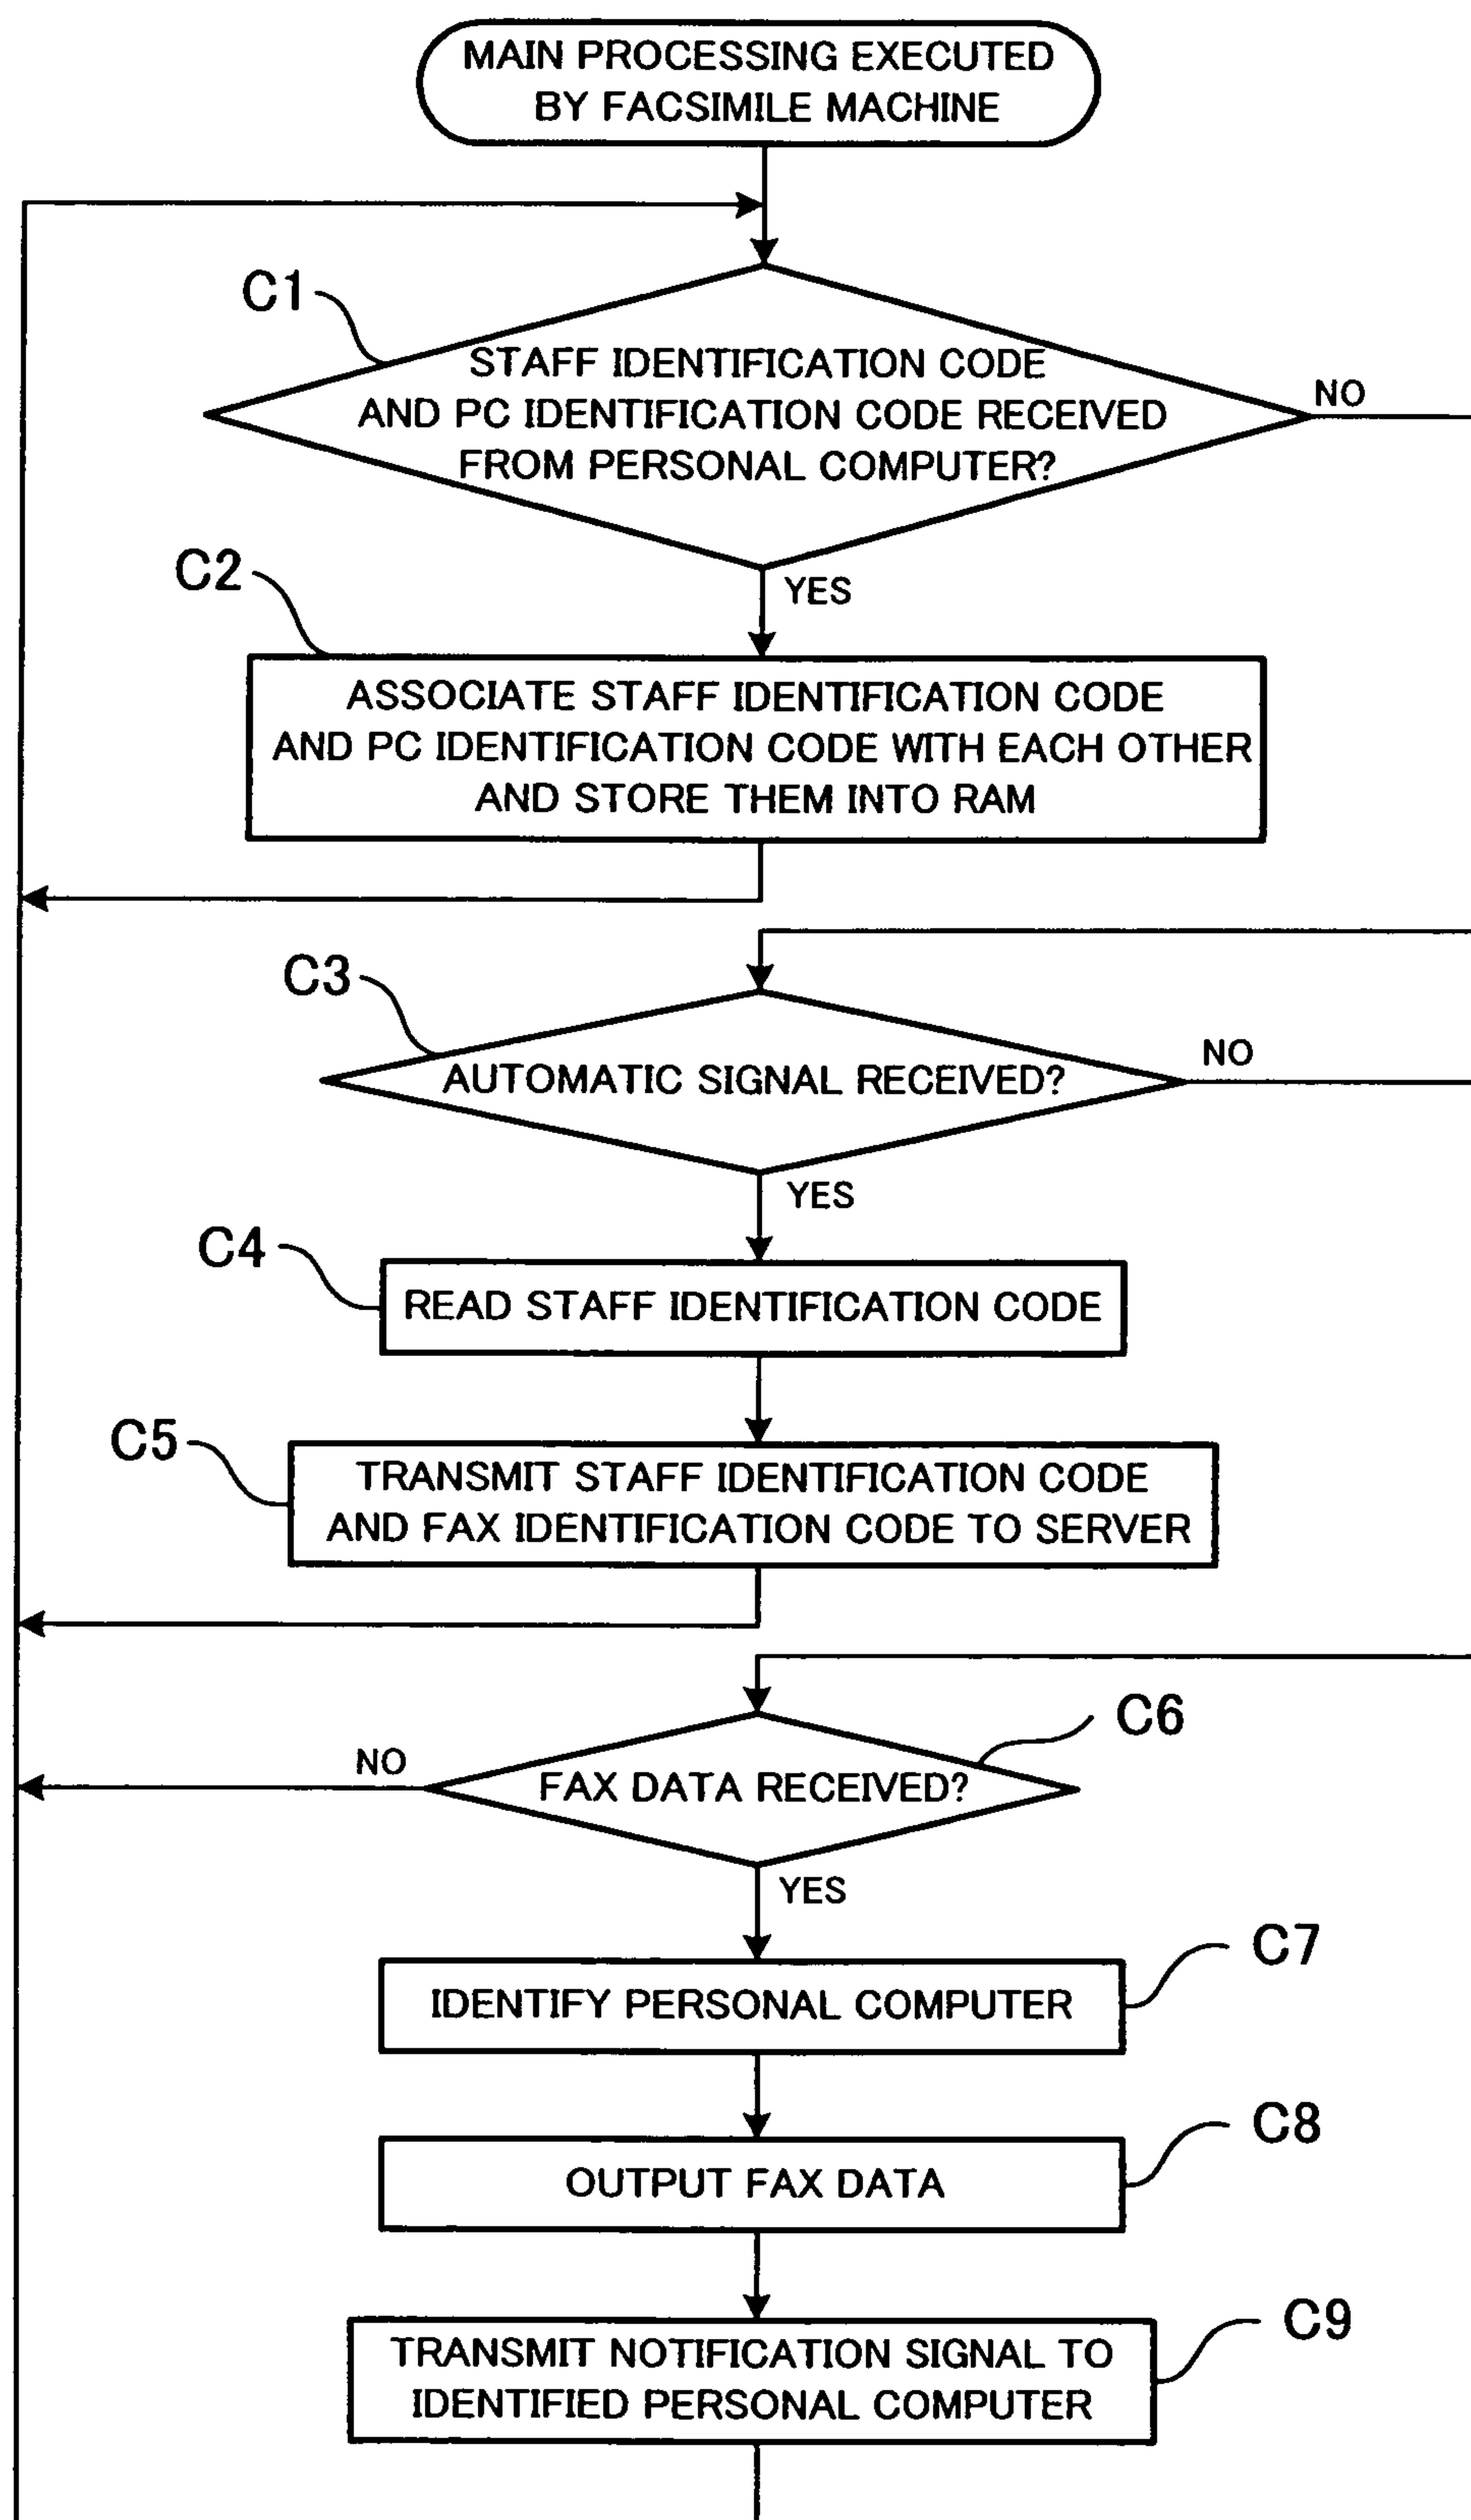 MAIN PROCESSING EXECUTED
BY FACSIMILE MACHINE
C1
STAFF IDENTIFICATION CODE
AND PC IDENTIFICATION CODE RECEIVED
FROM PERSONAL COMPUTER?
NO
YES
C2
ASSOCIATE STAFF IDENTIFICATION CODE
AND PC IDENTIFICATION CODE WITH EACH OTHER
AND STORE THEM INTO RAM
C3
AUTOMATIC SIGNAL RECEIVED?
NO
YES
C4
READ STAFF IDENTIFICATION CODE
C5
TRANSMIT STAFF IDENTIFICATION CODE
AND FAX IDENTIFICATION CODE TO SERVER
C6
NO
FAX DATA RECEIVED?
YES
C7
IDENTIFY PERSONAL COMPUTER
C8
OUTPUT FAX DATA
C9
TRANSMIT NOTIFICATION SIGNAL TO
IDENTIFIED PERSONAL COMPUTER